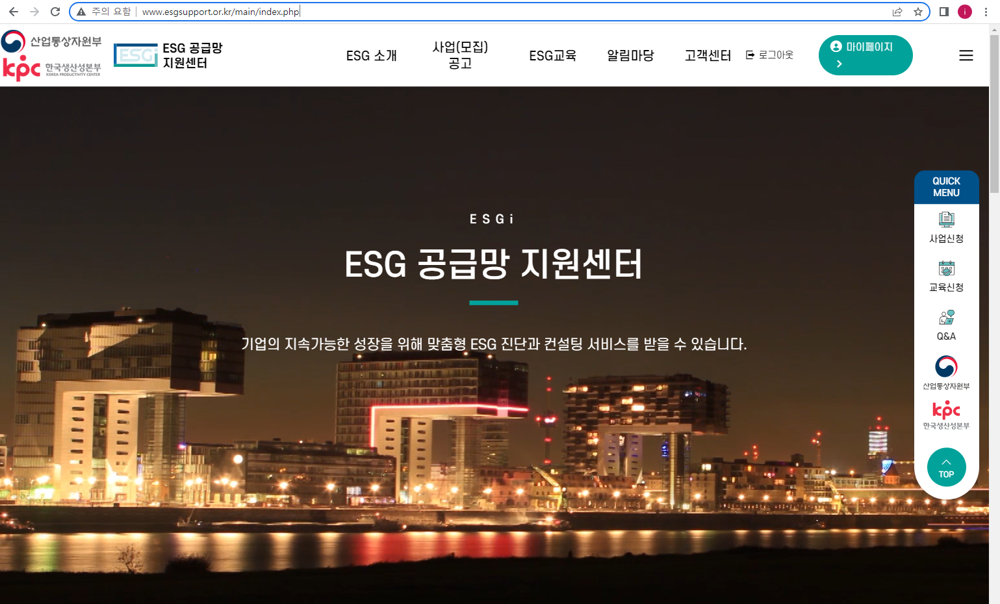 주의 요함 | www.esgsupport.or.kr/main/index.php
i
산업통상자원부
kpc 한국생산성본부
KOREA PRODUCTIVITY CENTER
ESGi
ESG 공급망
지원센터
ESG 소개
사업(모집)
공고
ESG교육
알림마당
고객센터
로그아웃
마이페이지
ESGi
ESG 공급망 지원센터
기업의 지속가능한 성장을 위해 맞춤형 ESG 진단과 컨설팅 서비스를 받을 수 있습니다.
QUICK
MENU
사업신청
교육신청
Q&A
산업통상자원부
kpc
한국생산성본부
TOP